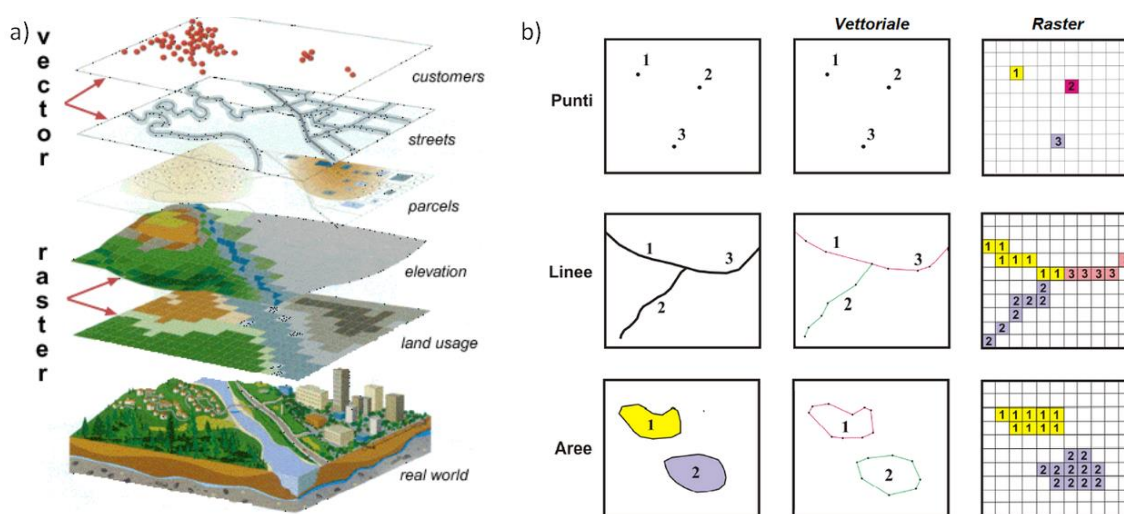 a)
vector
customers
streets
parcels
raster
elevation
land usage
real world
b)
Vettoriale
Raster
Punti
1
2
3
1
2
3
1
2
3
Linee
1
3
2
1
3
2
1 1
1 1 1
1 1 3 3 3 3
2
2 2 2
2
2
Aree
1
2
1
2
1 1 1 1 1
1 1 1 1
2 2
2 2 2 2 2
2 2 2 2